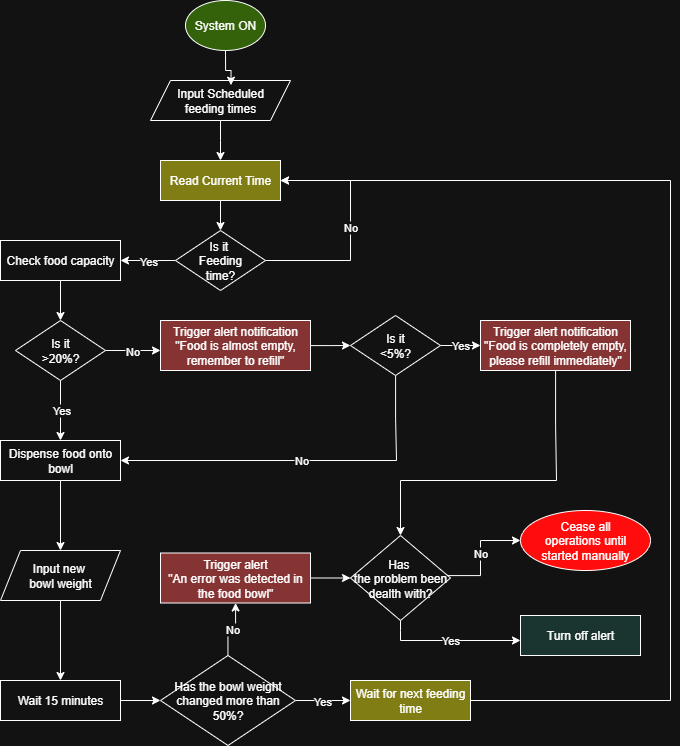 System ON
Input Scheduled
feeding times
Read Current Time
No
Is it
Feeding
time?
Yes
Check food capacity
Is it
>20%?
No
Trigger alert notification
"Food is almost empty,
remember to refill"
Is it
<5%?
Yes
Trigger alert notification
"Food is completely empty,
please refill immediately"
Yes
Dispense food onto
bowl
No
Cease all
operations until
started manually
No
Has
the problem been
dealth with?
Trigger alert
"An error was detected in
the food bowl"
Input new
bowl weight
Yes
Turn off alert
No
Wait 15 minutes
Has the bowl weight
changed more than
50%?
Yes
Wait for next feeding
time